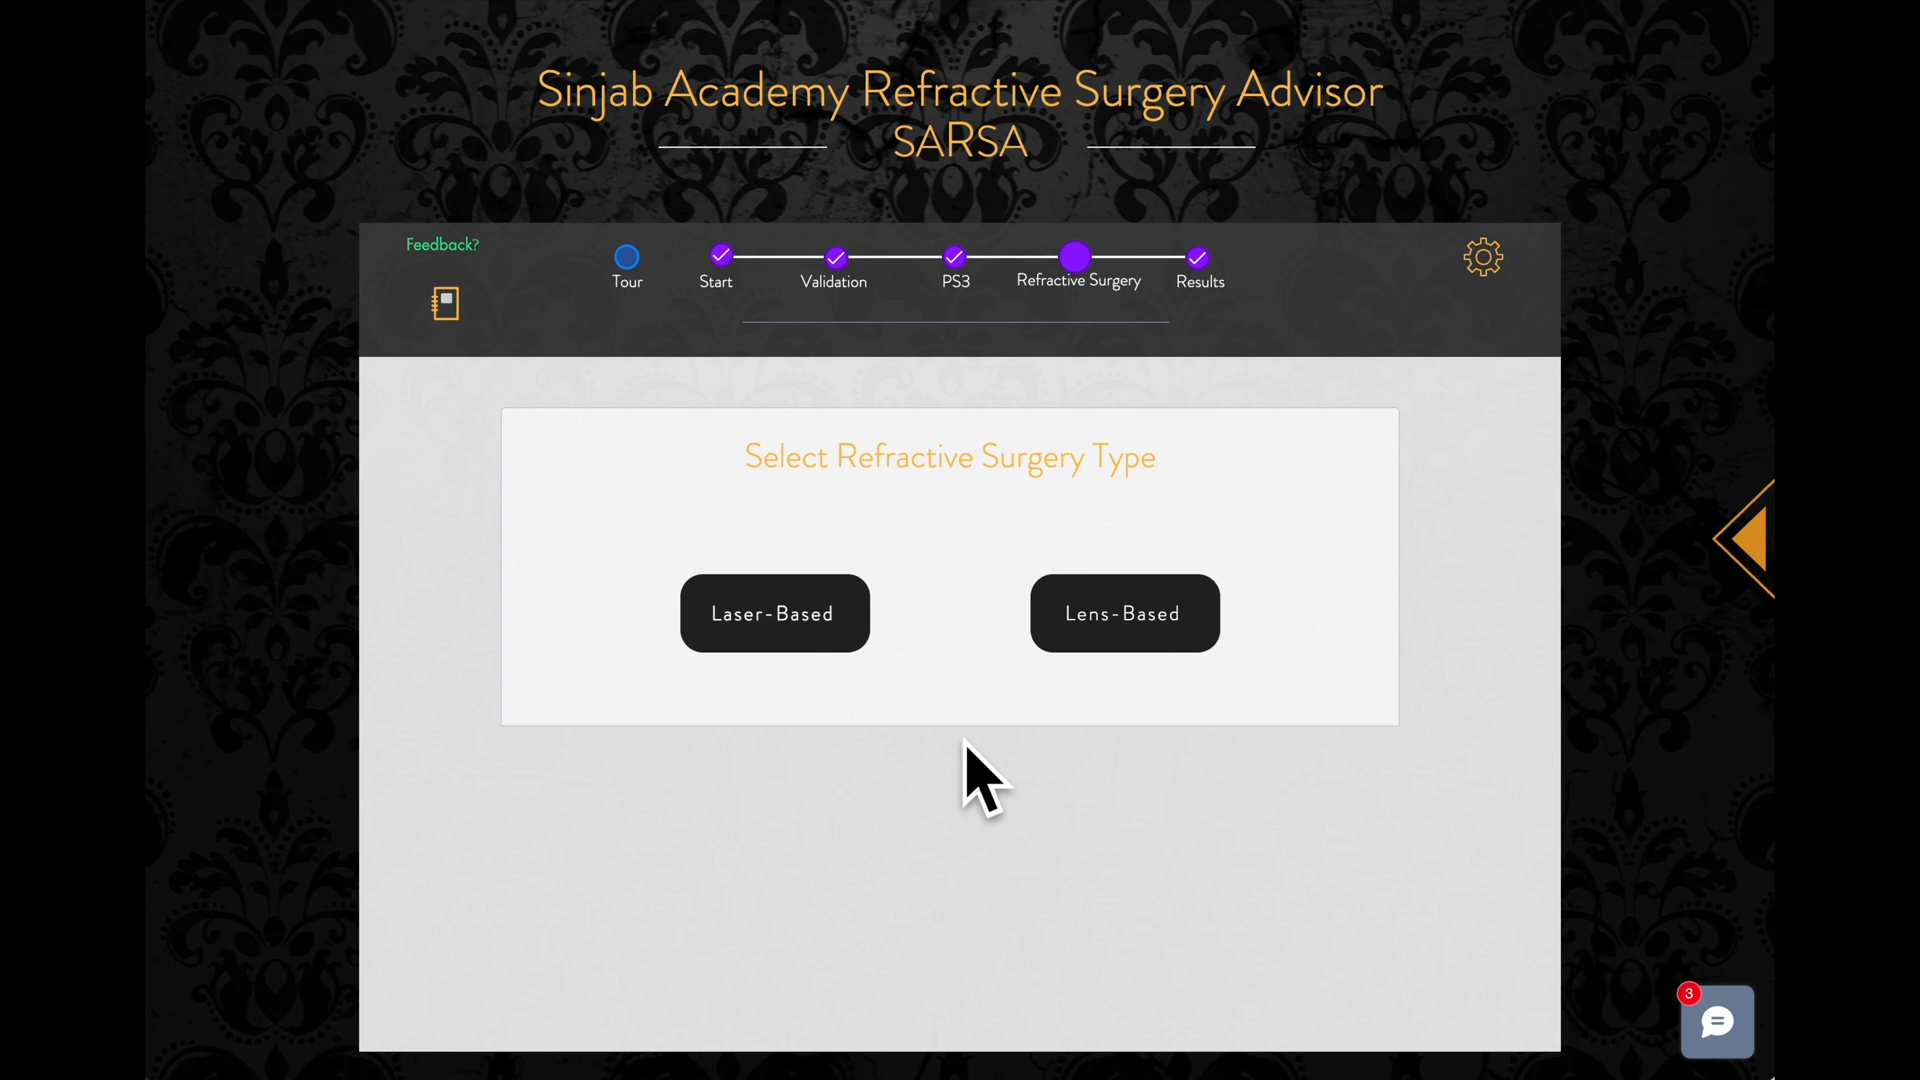 Sinjab Academy Refractive Surgery Advisor
SARSA
Feedback?
Tour
Start
Validation
PS3
Refractive Surgery
Results
Select Refractive Surgery Type
Laser-Based
Lens-Based
3